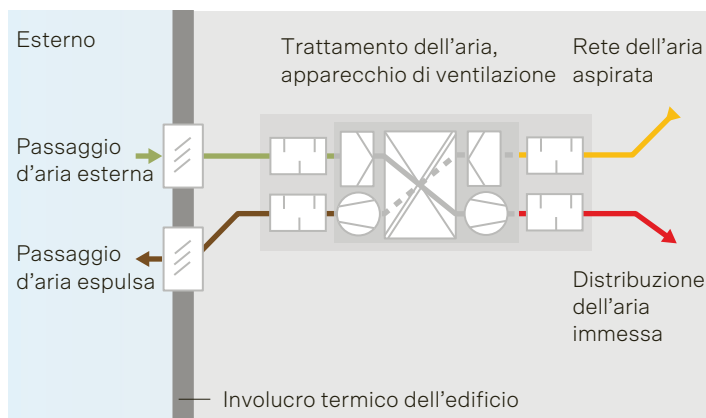 Esterno
Trattamento dell'aria,
apparecchio di ventilazione
Rete dell'aria
aspirata
Passaggio
d'aria esterna
Passaggio
d'aria espulsa
Distribuzione
dell'aria
immessa
Involucro termico dell'edificio